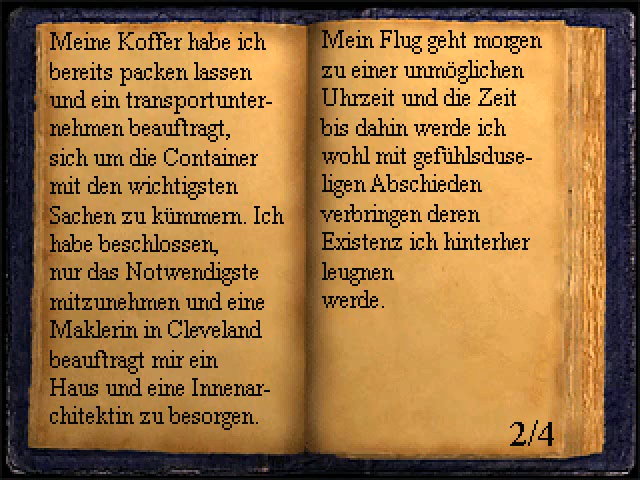 Meine Koffer habe ich
bereits packen lassen
und ein transportunter-
nehmen beauftragt,
sich um die Container
mit den wichtigsten
Sachen zu kümmern. Ich
habe beschlossen,
nur das Notwendigste
mitzunehmen und eine
Maklerin in Cleveland
beauftragt mir ein
Haus und eine Innenar-
chitektin zu besorgen.
Mein Flug geht morgen
zu einer unmöglichen
Uhrzeit und die Zeit
bis dahin werde ich
wohl mit gefühlsduse-
ligen Abschieden
verbringen deren
Existenz ich hinterher
leugnen
werde.
2/4